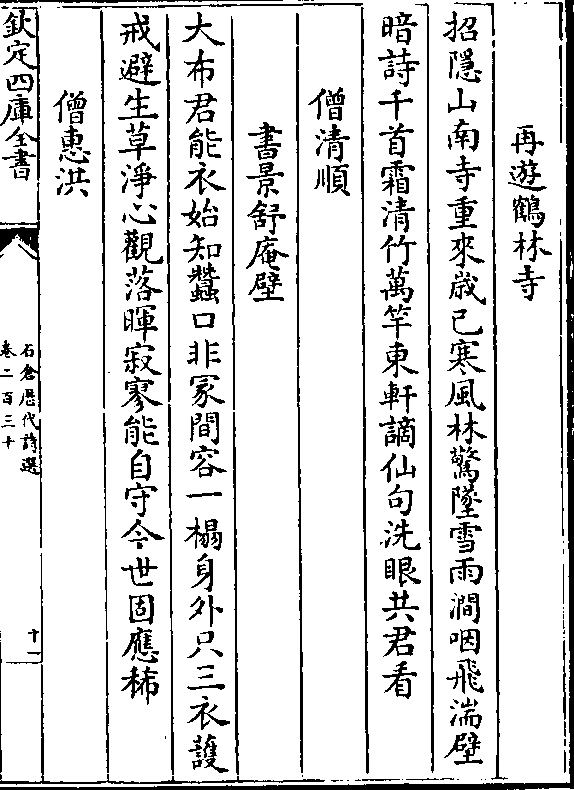 再遊鶴林寺
招隱山南寺重來嵗已寒風林驚墜雪雨澗咽飛湍壁
暗詩千首霜清竹萬竿東軒謫仙句洗眼共君看
僧清順
書景舒庵壁
大布君能衣始知蠶口非冢間容一榻身外只三衣護
戒避生草淨心觀落暉寂寥能自守今世固應稀
僧惠洪
欽定四庫全書
石倉歴代詩選
卷二百三十
十一